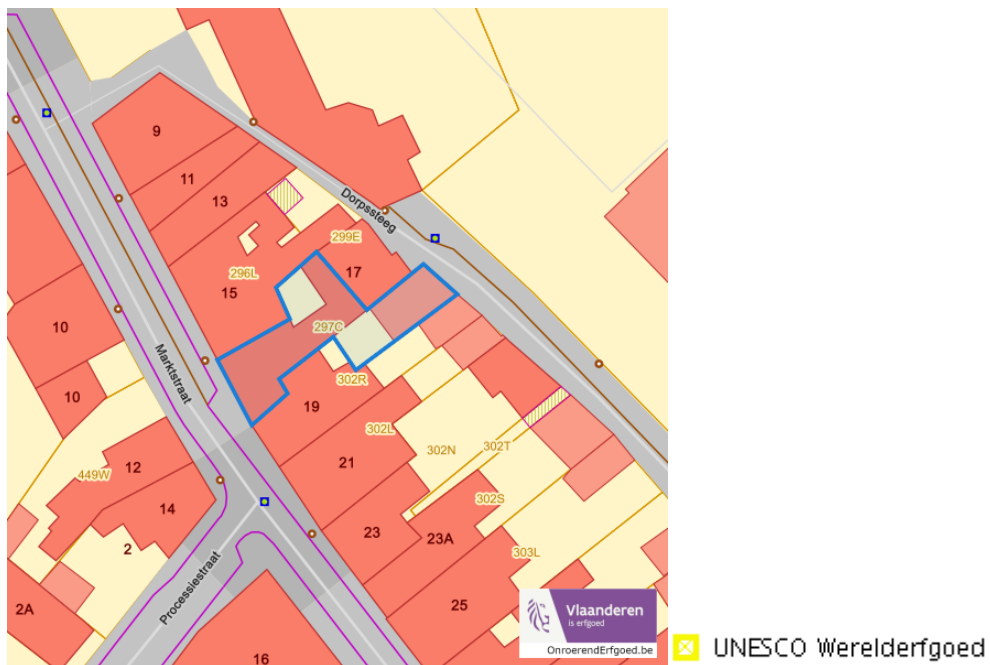 9
11
13
Dorpssteeg
299E
17
296L
15
10
297C
Marktstraat
302R
10
19
302L
302N
302T
12
21
449W
302S
14
23
23A
2
303L
Processiestraat
2A
25
16
Vlaanderen
is erfgoed
OnroerendErfgoed.be
UNESCO Werelderfgoed